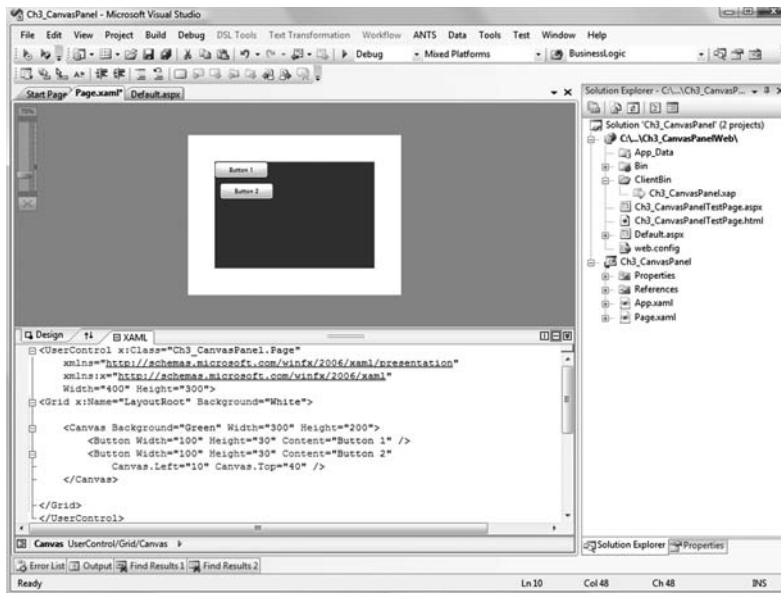 Ch3_CanvasPanel - Microsoft Visual Studio
File Edit View Project Build Debug DSL Tools Text Transformation Workflow ANTS Data Tools Test Window Help
Debug Mixed Platforms BusinessLogic
Start Page Page.xaml* Default.aspx
Solution Explorer - C:\...\Ch3_CanvasP...
Solution 'Ch3_CanvasPanel' (2 projects)
C:\...\Ch3_CanvasPanelWeb\
App_Data
Bin
ClientBin
Ch3_CanvasPanel.xap
Ch3_CanvasPanelTestPage.aspx
Ch3_CanvasPanelTestPage.html
Default.aspx
web.config
Ch3_CanvasPanel
Properties
References
App.xaml
Page.xaml
Button 1
Button 2
Design XAML
<UserControl x:Class="Ch3_CanvasPanel.Page"
xmlns="http://schemas.microsoft.com/winfx/2006/xaml/presentation"
xmlns:x="http://schemas.microsoft.com/winfx/2006/xaml"
Width="400" Height="300">
<Grid x:Name="LayoutRoot" Background="White">
<Canvas Background="Green" Width="300" Height="200">
<Button Width="100" Height="30" Content="Button 1" />
<Button Width="100" Height="30" Content="Button 2"
Canvas.Left="10" Canvas.Top="40" />
</Canvas>
</Grid>
</UserControl>
Canvas UserControl/Grid/Canvas
Solution Explorer Properties
Error List Output Find Results 1 Find Results 2
Ready Ln 10 Col 48 Ch 48 INS